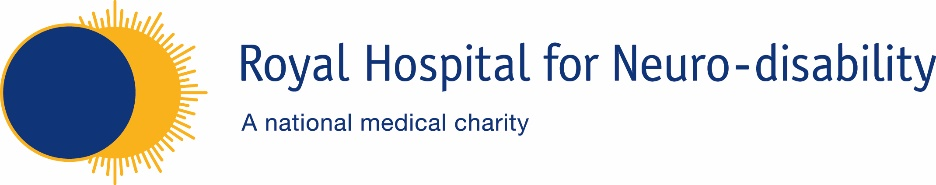 Royal Hospital for Neuro-disability
A national medical charity